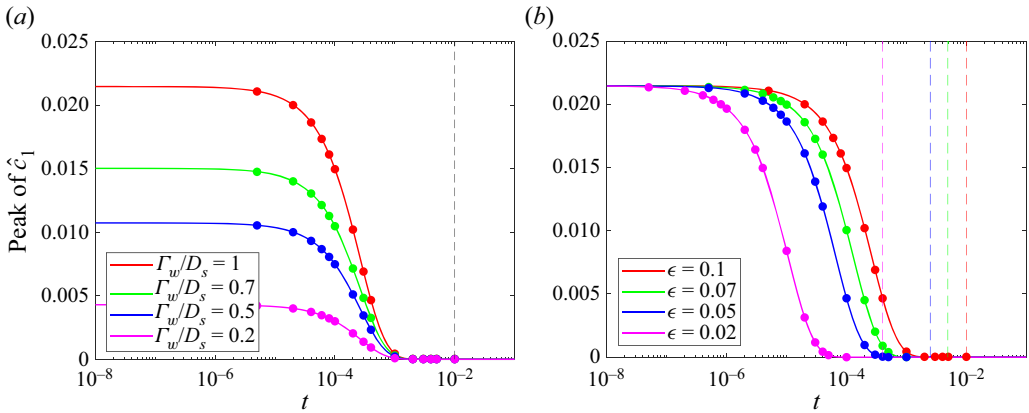 (a)
(b)
Peak of ĉ₁
0.025
0.020
0.015
0.010
0.005
0
Γw/Ds = 1
Γw/Ds = 0.7
Γw/Ds = 0.5
Γw/Ds = 0.2
10⁻⁸ 10⁻⁶ 10⁻⁴ 10⁻²
t
0.025
0.020
0.015
0.010
0.005
0
ϵ = 0.1
ϵ = 0.07
ϵ = 0.05
ϵ = 0.02
10⁻⁸ 10⁻⁶ 10⁻⁴ 10⁻²
t